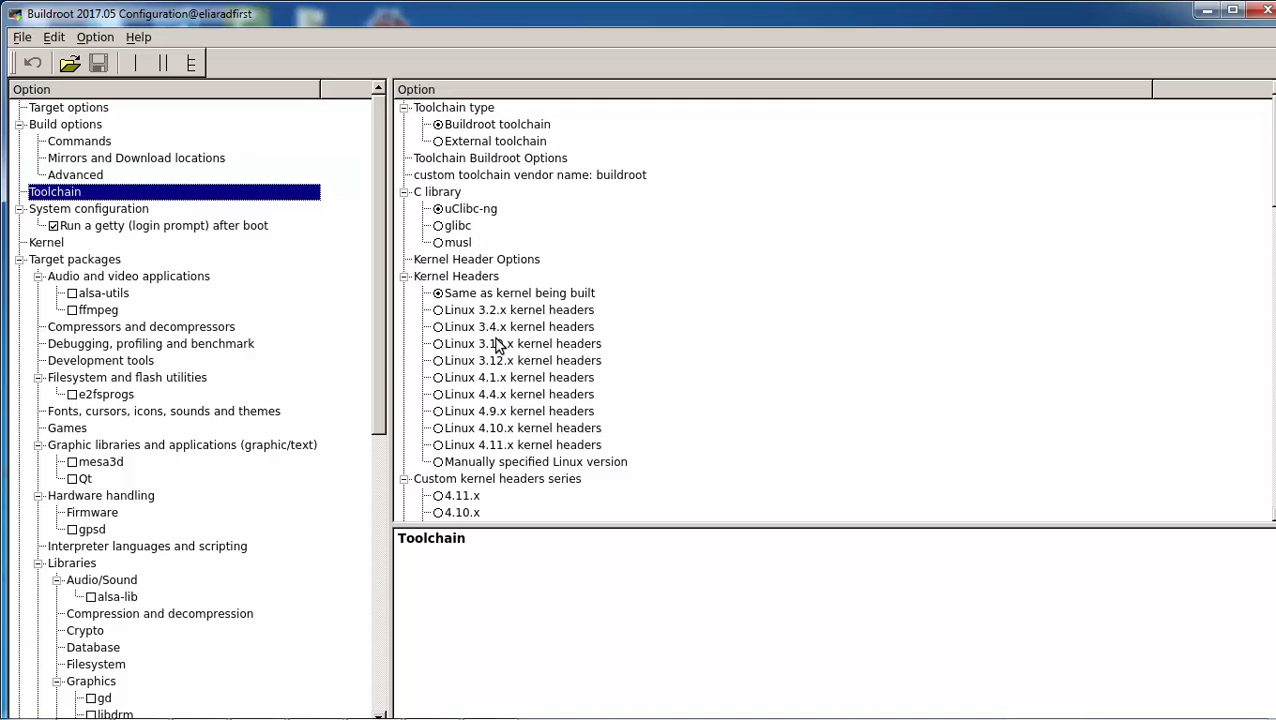 Buildroot 2017.05 Configuration@eliaradfirst
File Edit Option Help
Option
Target options
Build options
Commands
Mirrors and Download locations
Advanced
Toolchain
System configuration
Run a getty (login prompt) after boot
Kernel
Target packages
Audio and video applications
alsa-utils
ffmpeg
Compressors and decompressors
Debugging, profiling and benchmark
Development tools
Filesystem and flash utilities
e2fsprogs
Fonts, cursors, icons, sounds and themes
Games
Graphic libraries and applications (graphic/text)
mesa3d
Qt
Hardware handling
Firmware
gpsd
Interpreter languages and scripting
Libraries
Audio/Sound
alsa-lib
Compression and decompression
Crypto
Database
Filesystem
Graphics
gd
libdrm
Option
Toolchain type
Buildroot toolchain
External toolchain
Toolchain Buildroot Options
custom toolchain vendor name: buildroot
C library
uClibc-ng
glibc
musl
Kernel Header Options
Kernel Headers
Same as kernel being built
Linux 3.2.x kernel headers
Linux 3.4.x kernel headers
Linux kernel headers
Linux 3.12.x kernel headers
Linux 4.1.x kernel headers
Linux 4.4.x kernel headers
Linux 4.9.x kernel headers
Linux 4.10.x kernel headers
Linux 4.11.x kernel headers
Manually specified Linux version
Custom kernel headers series
4.11.x
4.10.x
Toolchain